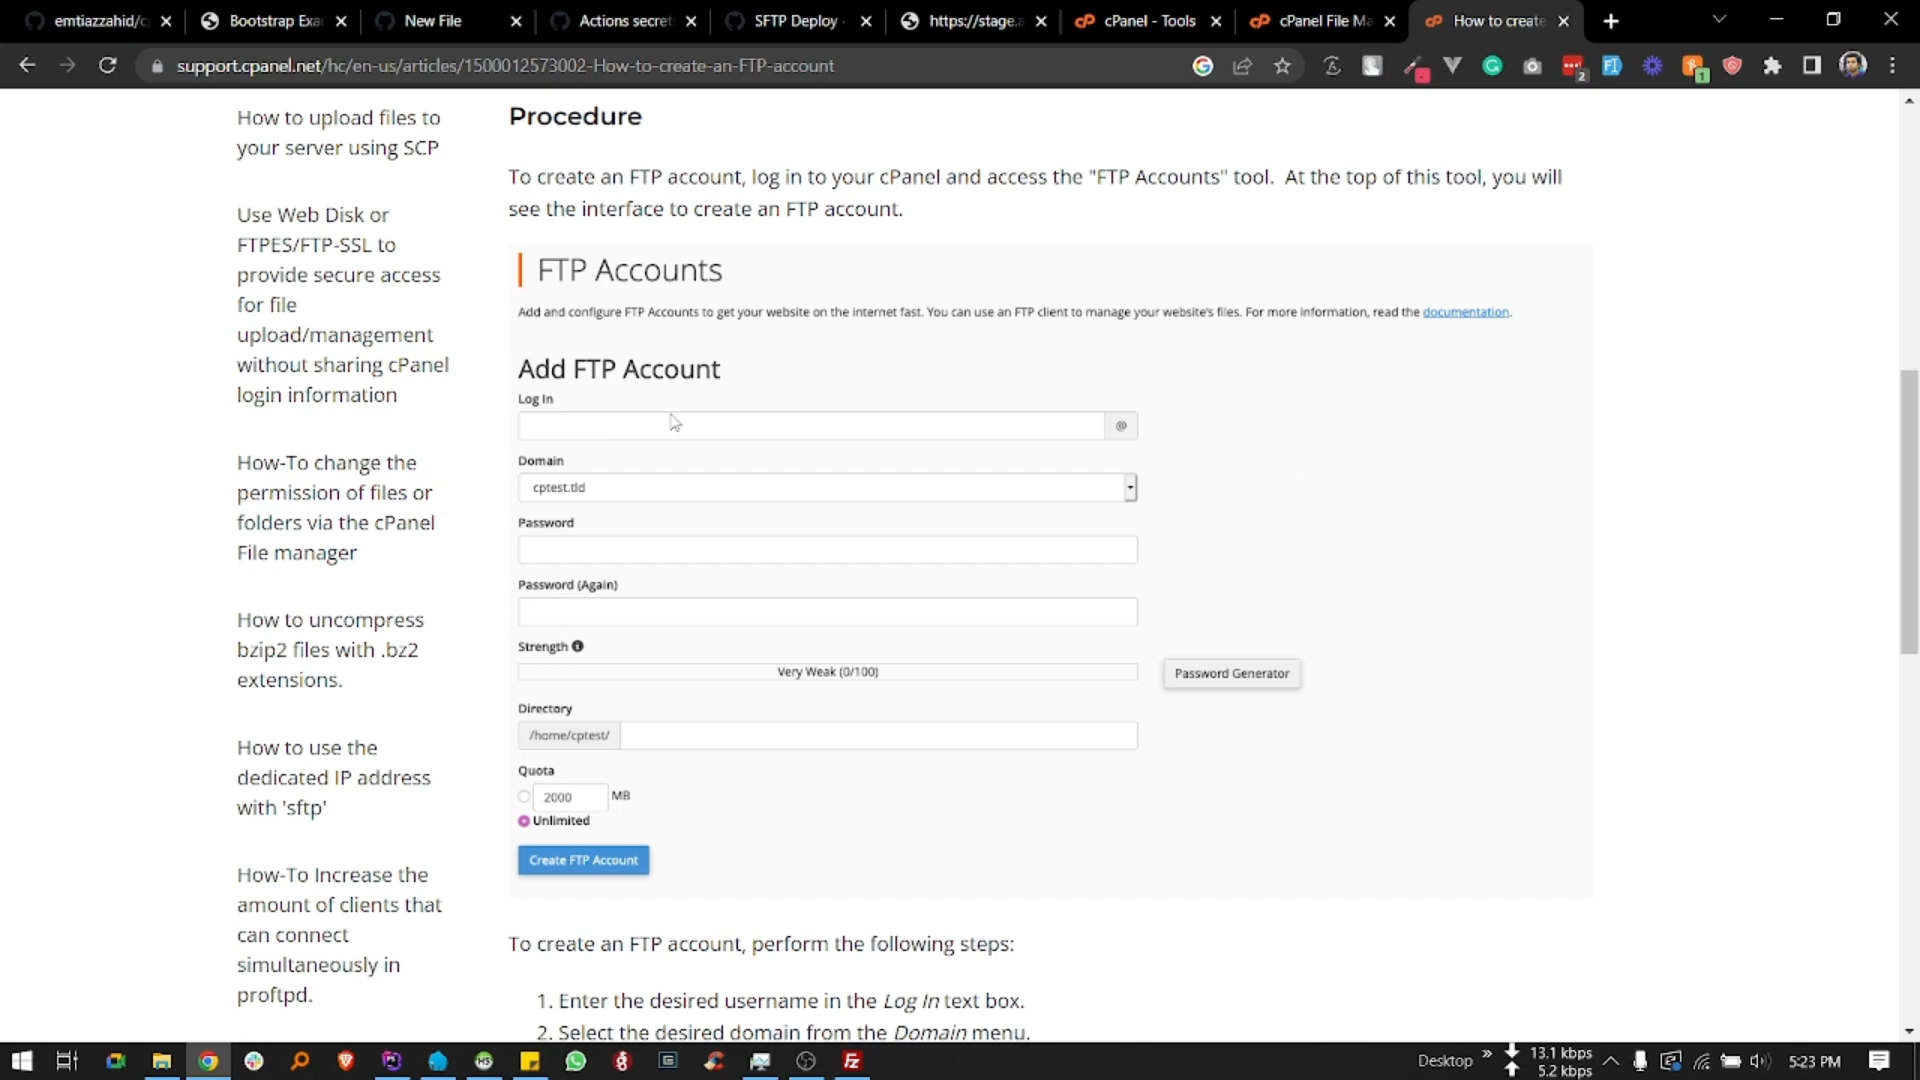 emtiazzahid/c
Bootstrap Exa
New File
Actions secret
SFTP Deploy ·
https://stage.a
cPanel - Tools
cPanel File Ma
How to create
support.cpanel.net/hc/en-us/articles/1500012573002-How-to-create-an-FTP-account
2
1
How to upload files to
your server using SCP
Use Web Disk or
FTPES/FTP-SSL to
provide secure access
for file
upload/management
without sharing cPanel
login information
How-To change the
permission of files or
folders via the cPanel
File manager
How to uncompress
bzip2 files with .bz2
extensions.
How to use the
dedicated IP address
with 'sftp'
How-To Increase the
amount of clients that
can connect
simultaneously in
proftpd.
Procedure
To create an FTP account, log in to your cPanel and access the "FTP Accounts" tool.  At the top of this tool, you will
see the interface to create an FTP account.
FTP Accounts
Add and configure FTP Accounts to get your website on the internet fast. You can use an FTP client to manage your website's files. For more information, read the documentation.
Add FTP Account
Log In
@
Domain
cptest.tld
Password
Password (Again)
Strength
Very Weak (0/100)
Password Generator
Directory
/home/cptest/
Quota
2000 MB
Unlimited
Create FTP Account
To create an FTP account, perform the following steps:
1. Enter the desired username in the Log In text box.
2. Select the desired domain from the Domain menu.
Desktop
13.1 kbps
5.2 kbps
5:23 PM